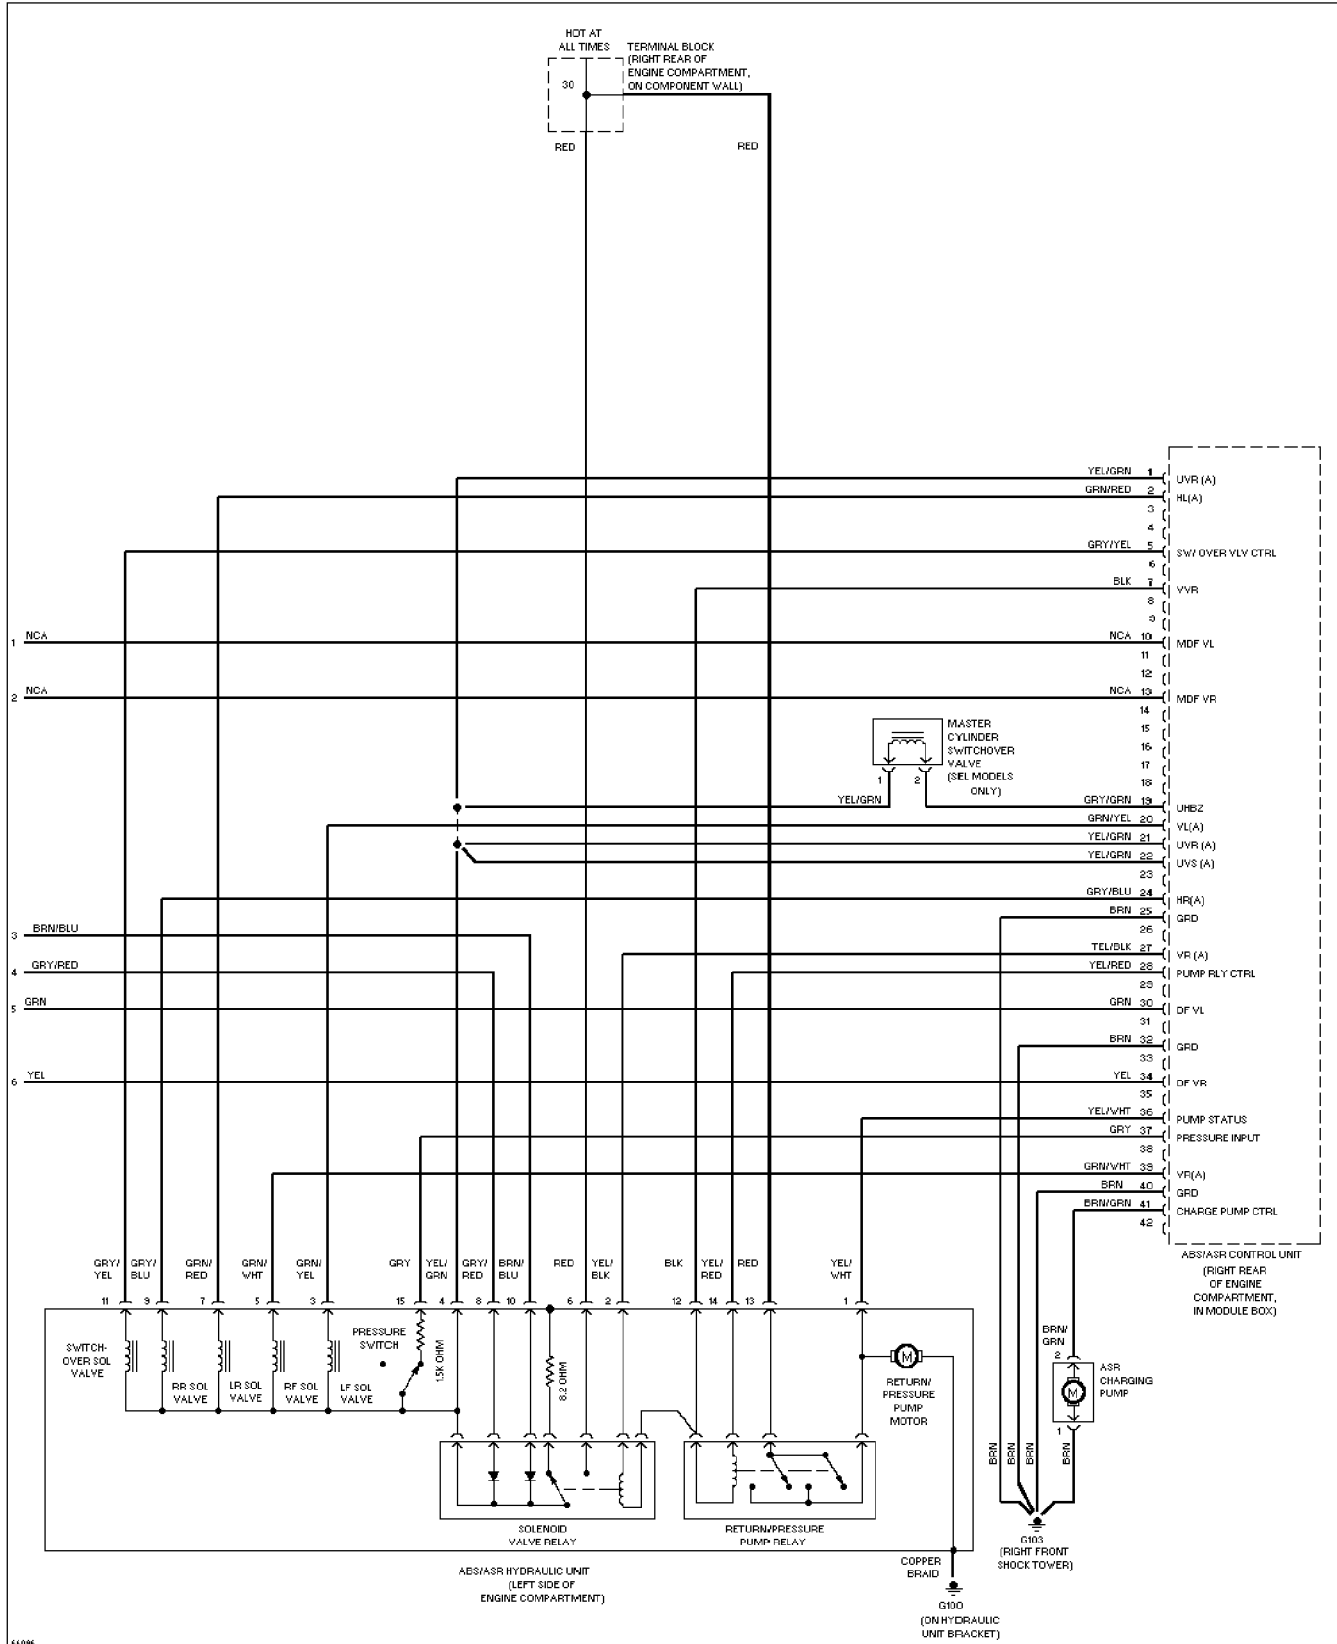 HOT AT
ALL TIMES
TERMINAL BLOCK
(RIGHT REAR OF
ENGINE COMPARTMENT,
ON COMPONENT WALL)
30
RED
RED
YEL/GRN 1 UVR (A)
GRN/RED 2 HL(A)
3
4
GRY/YEL 5 SW/ OVER VLV CTRL
6
BLK 7 VVR
8
9
1 NCA
NCA 10 MDF VL
11
12
2 NCA
NCA 13 MDF VR
14
15
16
17
18
MASTER
CYLINDER
SWITCHOVER
VALVE
(SEL MODELS
ONLY)
1 2
YEL/GRN
GRY/GRN 19 UHBZ
GRN/YEL 20 VL(A)
YEL/GRN 21 UVR (A)
YEL/GRN 22 UVS (A)
23
GRY/BLU 24 HR(A)
BRN 25 GRD
26
3 BRN/BLU
TEL/BLK 27 VR (A)
4 GRY/RED
YEL/RED 28 PUMP RLY CTRL
29
5 GRN
GRN 30 DF VL
31
BRN 32 GRD
33
6 YEL
YEL 34 DF VR
35
YEL/WHT 36 PUMP STATUS
GRY 37 PRESSURE INPUT
38
GRN/WHT 39 VR(A)
BRN 40 GRD
BRN/GRN 41 CHARGE PUMP CTRL
42
ABS/ASR CONTROL UNIT
(RIGHT REAR
OF ENGINE
COMPARTMENT,
IN MODULE BOX)
GRY/ GRY/ GRN/ GRN/ GRN/ GRY YEL/ GRY/ BRN/ RED YEL/ BLK YEL/ RED YEL/
YEL BLU RED WHT YEL GRN RED BLU BLK RED WHT
11 9 7 5 3 15 4 8 10 6 2 12 14 13 1
SWITCH-
OVER SOL
VALVE
RR SOL
VALVE
LR SOL
VALVE
RF SOL
VALVE
LF SOL
VALVE
PRESSURE
SWITCH
1.5K OHM
8.2 OHM
M
RETURN/
PRESSURE
PUMP
MOTOR
BRN/
GRN
2
M
ASR
CHARGING
PUMP
1
BRN
BRN
BRN
BRN
SOLENOID
VALVE RELAY
RETURN/PRESSURE
PUMP RELAY
G103
(RIGHT FRONT
SHOCK TOWER)
COPPER
BRAID
ABS/ASR HYDRAULIC UNIT
(LEFT SIDE OF
ENGINE COMPARTMENT)
G100
(ON HYDRAULIC
UNIT BRACKET)